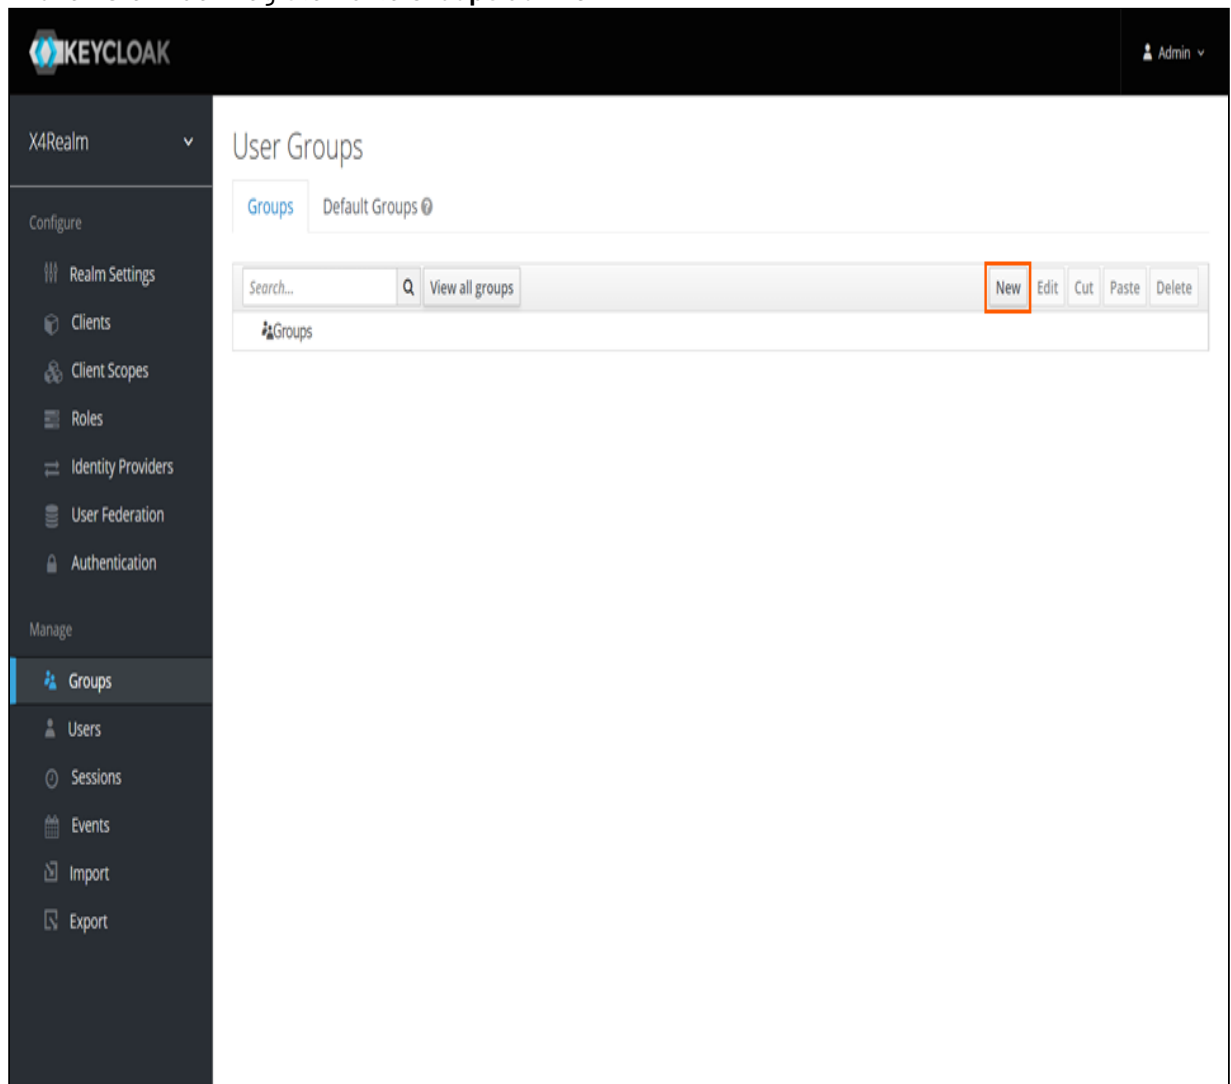 KEYCLOAK
Admin
X4Realm
User Groups
Groups Default Groups
Configure
Realm Settings
Search... View all groups New Edit Cut Paste Delete
Groups
Clients
Client Scopes
Roles
Identity Providers
User Federation
Authentication
Manage
Groups
Users
Sessions
Events
Import
Export